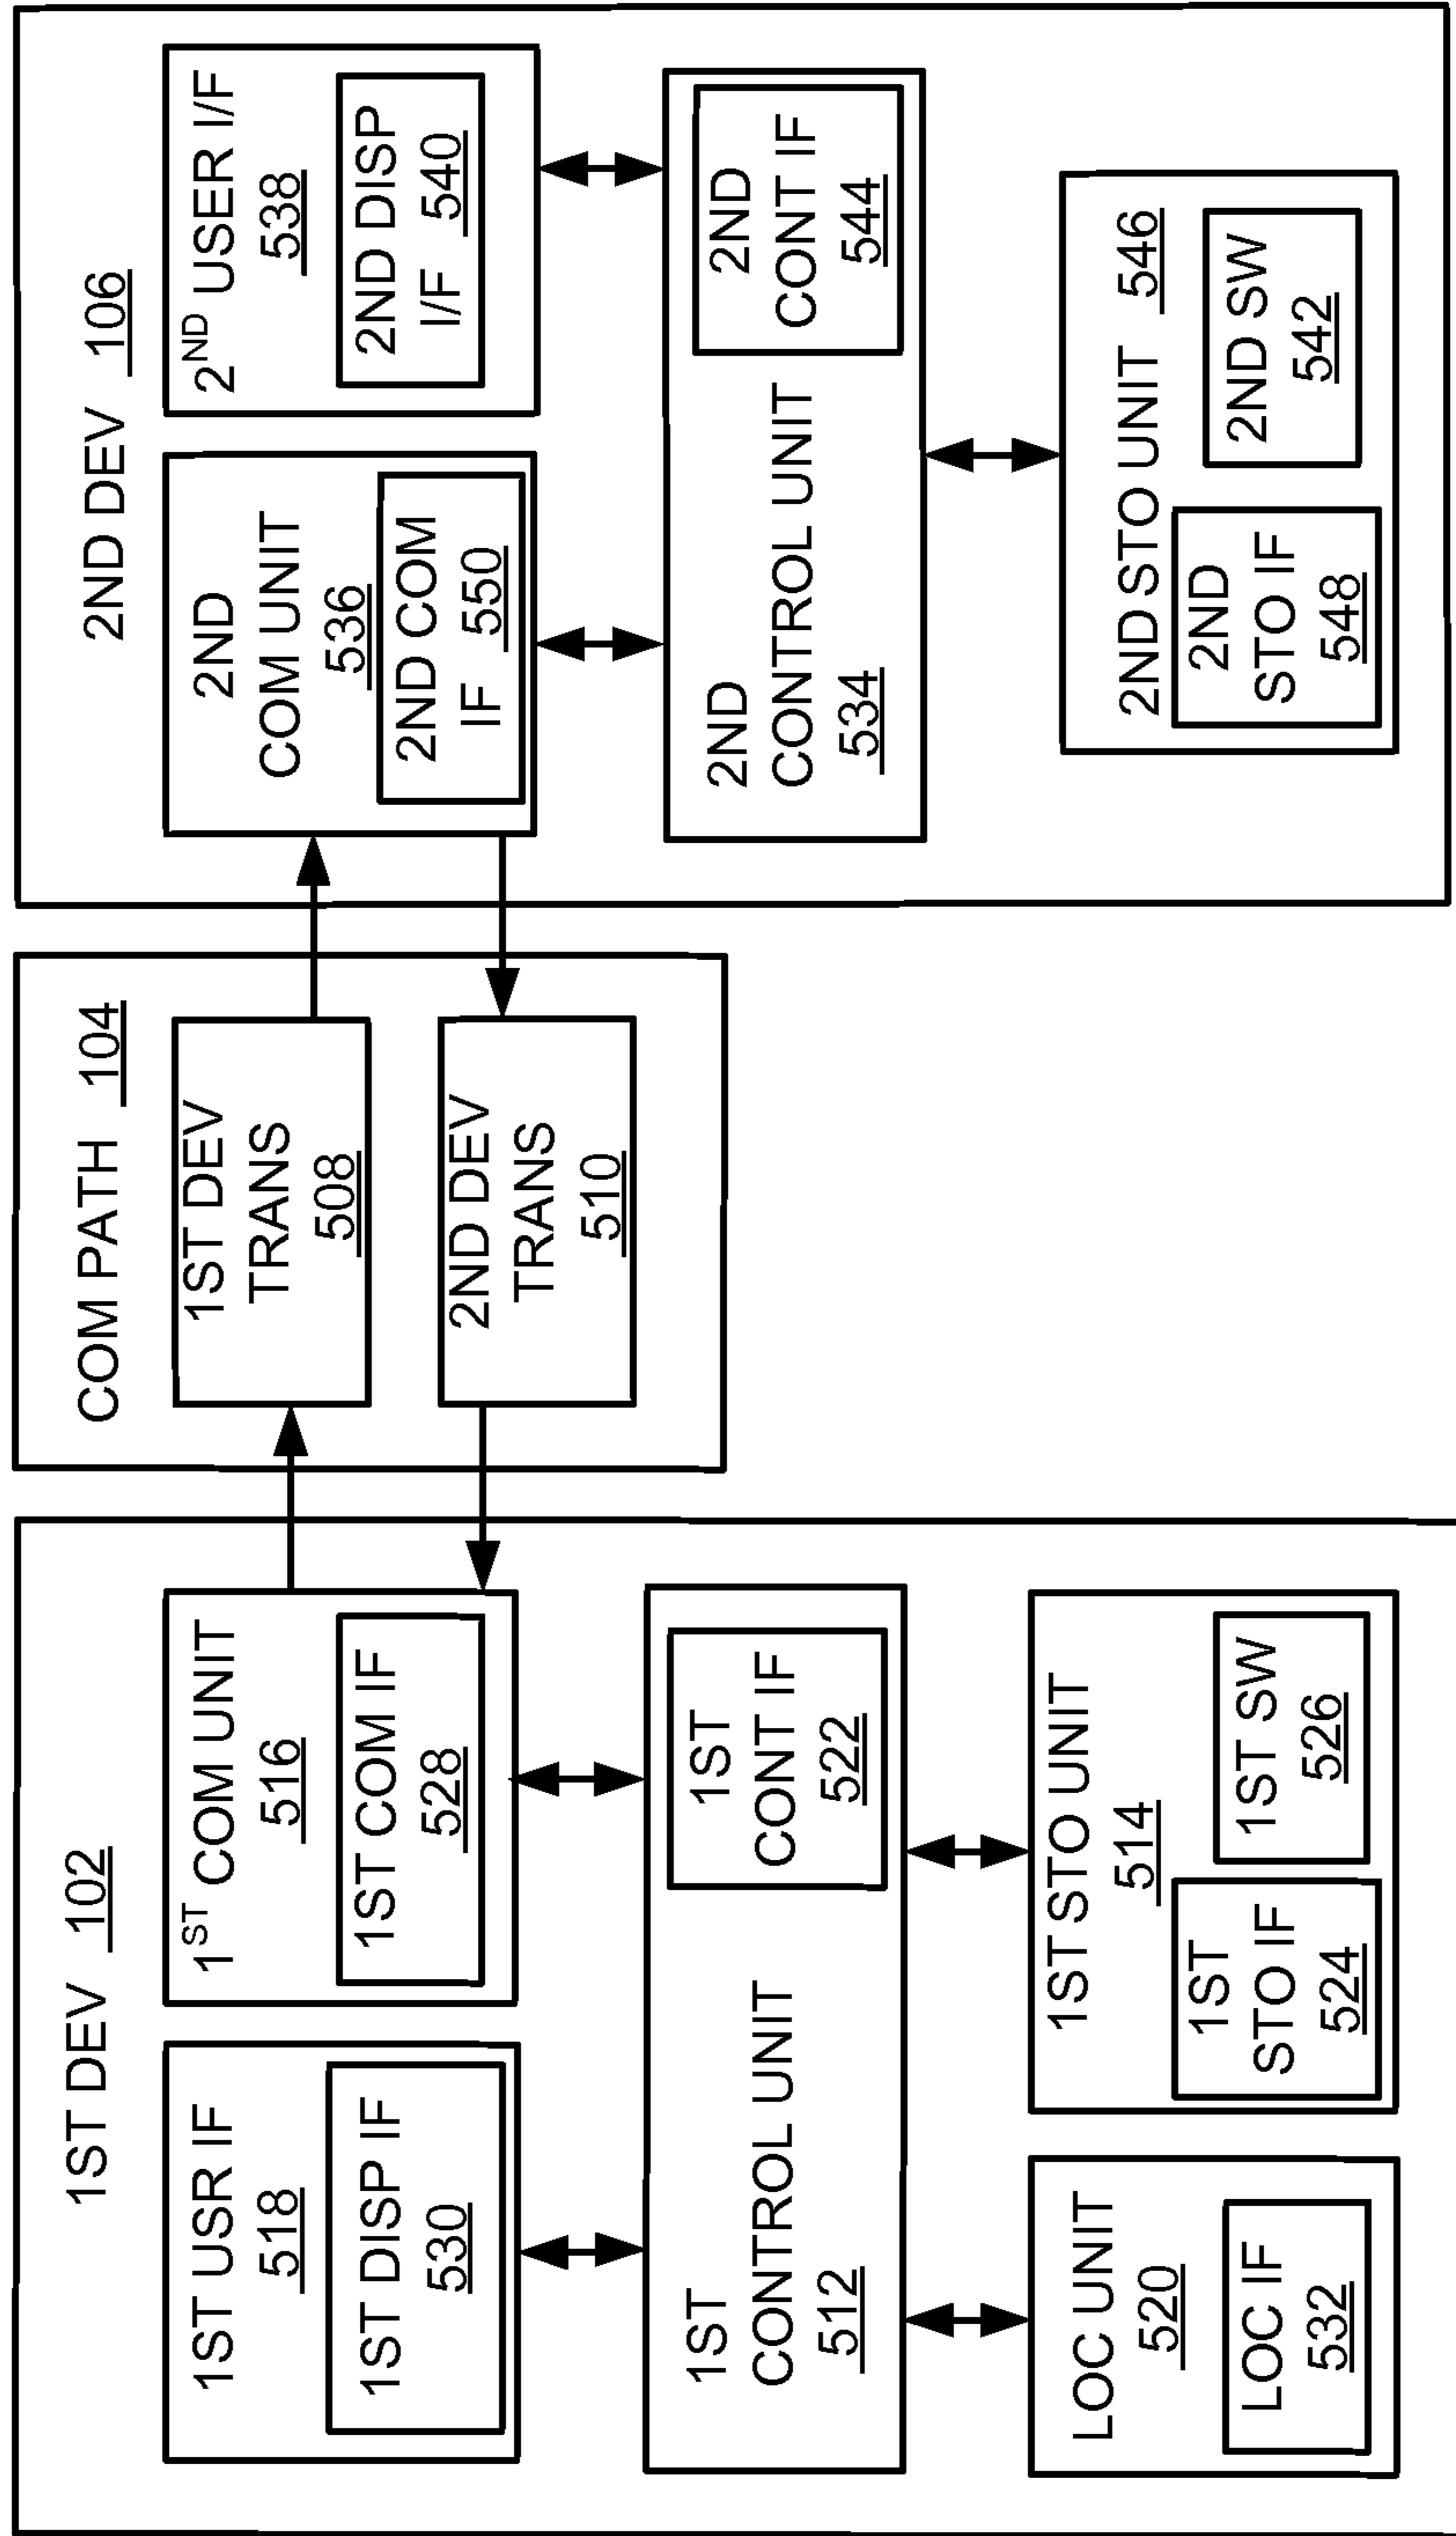 1ST DEV 102
1ST USR IF
518
1ST DISP IF
530
1ST COM UNIT
516
1ST COM IF
528
1ST
CONTROL UNIT
512
1ST
CONT IF
522
LOC UNIT
520
LOC IF
532
1ST STO UNIT
514
1ST
STO IF
524
1ST SW
526
COM PATH 104
1ST DEV
TRANS
508
2ND DEV
TRANS
510
2ND DEV 106
2ND
COM UNIT
536
2ND COM
IF 550
2ND USER I/F
538
2ND DISP
I/F 540
2ND
CONTROL UNIT
534
2ND
CONT IF
544
2ND STO UNIT 546
2ND
STO IF
548
2ND SW
542